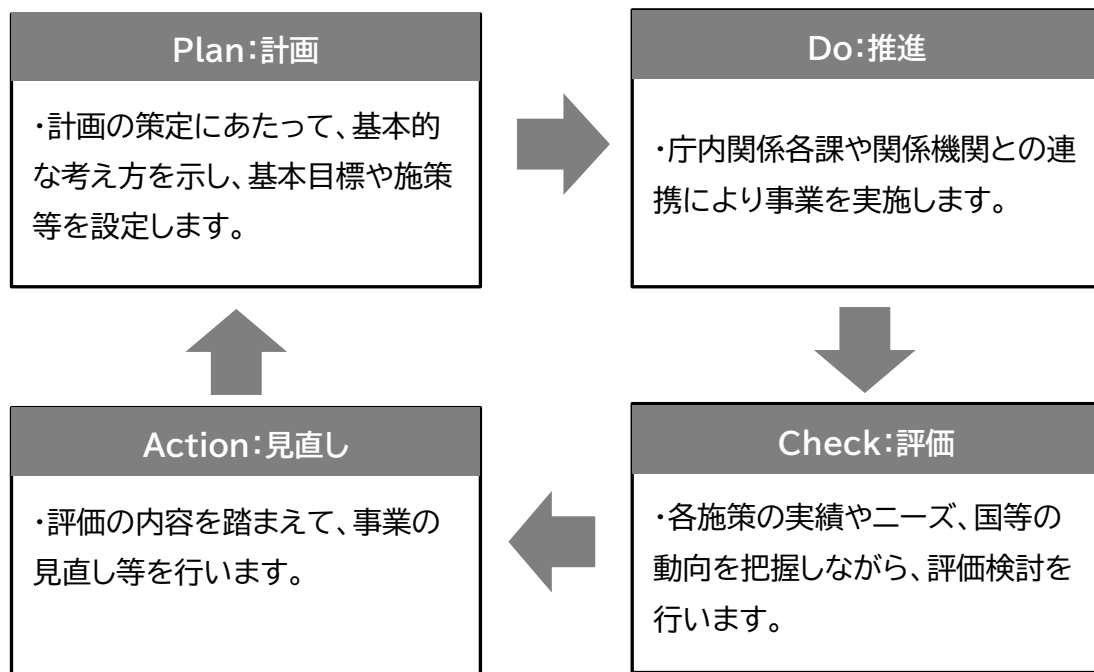 Plan：計画
・計画の策定にあたって、基本的
な考え方を示し、基本目標や施策
等を設定します。
Do：推進
・庁内関係各課や関係機関との連
携により事業を実施します。
Check：評価
・各施策の実績やニーズ、国等の
動向を把握しながら、評価検討を
行います。
Action：見直し
・評価の内容を踏まえて、事業の
見直し等を行います。